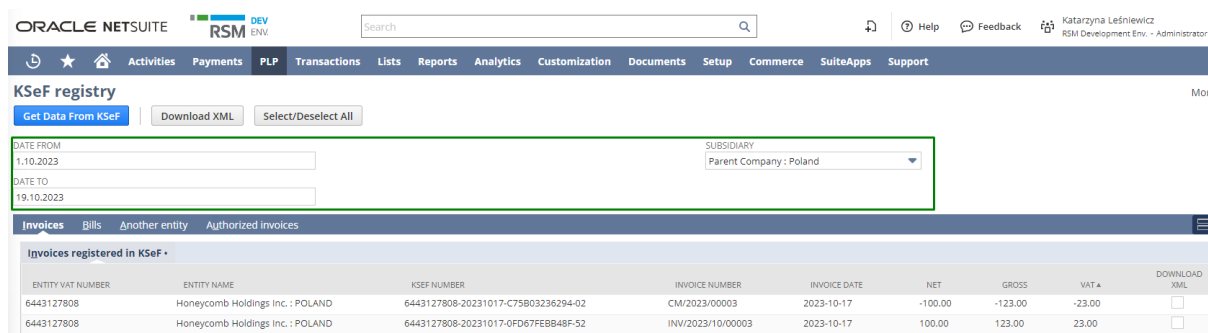 ORACLE NETSUITE
RSM DEV ENV.
Search
Help
Feedback
Katarzyna Leśniewicz
RSM Development Env. - Administrator
Activities Payments PLP Transactions Lists Reports Analytics Customization Documents Setup Commerce SuiteApps Support
KSeF registry
Get Data From KSeF Download XML Select/Deselect All
DATE FROM
1.10.2023
SUBSIDIARY
Parent Company : Poland
DATE TO
19.10.2023
Invoices Bills Another entity Authorized invoices
Invoices registered in KSeF •
ENTITY VAT NUMBER ENTITY NAME KSEF NUMBER INVOICE NUMBER INVOICE DATE NET GROSS VAT ▲ DOWNLOAD XML
6443127808 Honeycomb Holdings Inc. : POLAND 6443127808-20231017-C75B03236294-02 CM/2023/00003 2023-10-17 -100.00 -123.00 -23.00
6443127808 Honeycomb Holdings Inc. : POLAND 6443127808-20231017-0FD67FEBB48F-52 INV/2023/10/00003 2023-10-17 100.00 123.00 23.00